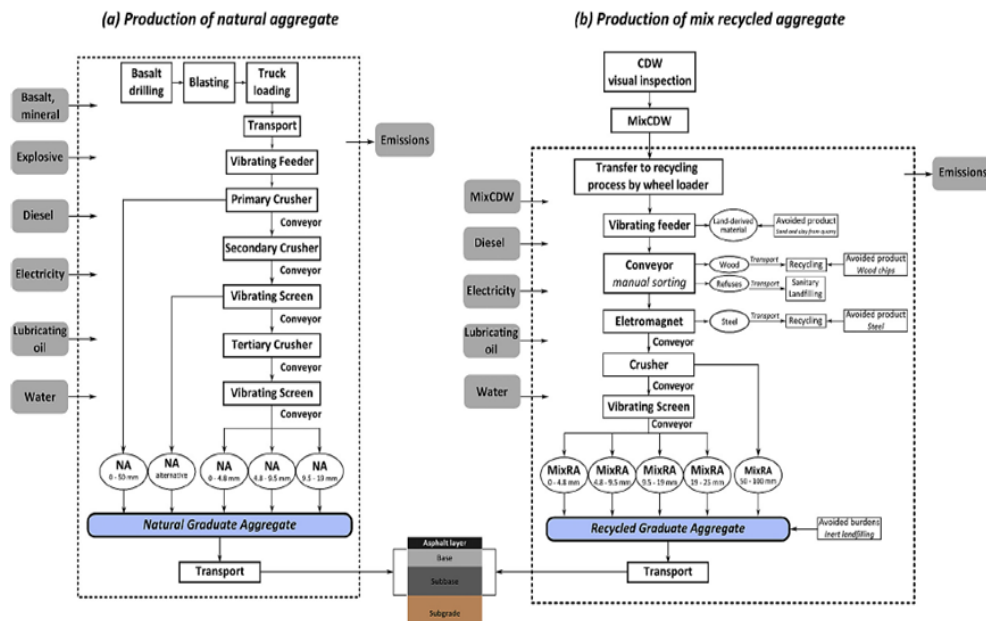 (a) Production of natural aggregate
Basalt
drilling
Blasting
Truck
loading
Transport
Vibrating Feeder
Primary Crusher
Conveyor
Secondary Crusher
Conveyor
Vibrating Screen
Conveyor
Tertiary Crusher
Conveyor
Vibrating Screen
Conveyor
Basalt,
mineral
Explosive
Diesel
Electricity
Lubricating
oil
Water
Emissions
NA
0 - 50 mm
NA
alternative
NA
0 - 4.8 mm
NA
4.8 - 9.5 mm
NA
9.5 - 19 mm
Natural Graduate Aggregate
Transport
Asphalt layer
Base
Subbase
Subgrade
(b) Production of mix recycled aggregate
CDW
visual inspection
MixCDW
Transfer to recycling
process by wheel loader
Vibrating feeder
Land-derived
material
Avoided product
Sand and clay from quarry
Conveyor
manual sorting
Wood
Transport
Recycling
Avoided product
Wood chips
Refuses
Transport
Sanitary
Landfilling
Eletromagnet
Steel
Transport
Recycling
Avoided product
Steel
Conveyor
Crusher
Conveyor
Vibrating Screen
Conveyor
MixCDW
Diesel
Electricity
Lubricating
oil
Water
Emissions
MixRA
0 - 4.8 mm
MixRA
4.8 - 9.5 mm
MixRA
9.5 - 19 mm
MixRA
19 - 25 mm
MixRA
50 - 100 mm
Recycled Graduate Aggregate
Avoided burdens
Inert landfilling
Transport